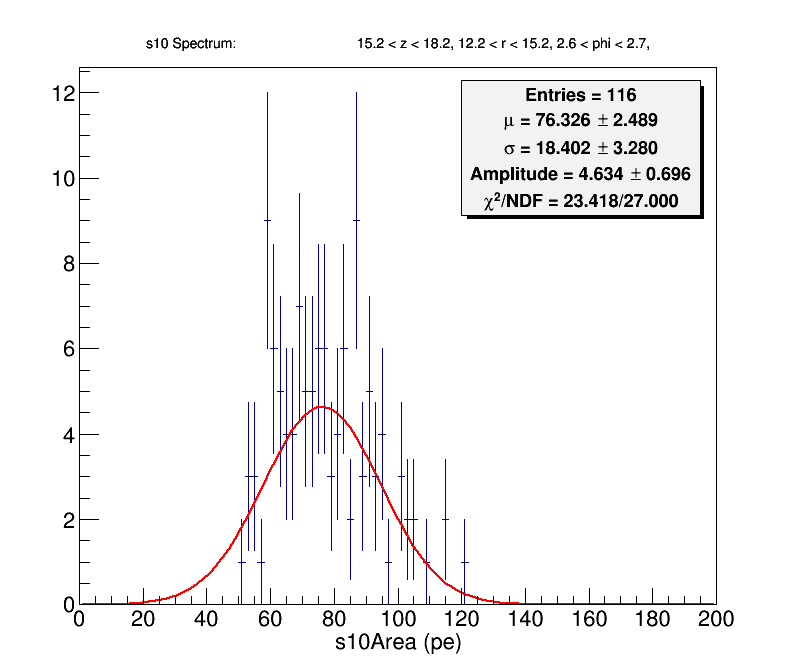 s10 Spectrum: 15.2 < z < 18.2, 12.2 < r < 15.2, 2.6 < phi < 2.7,
Entries = 116
μ = 76.326 ± 2.489
σ = 18.402 ± 3.280
Amplitude = 4.634 ± 0.696
χ²/NDF = 23.418/27.000
12
10
8
6
4
2
0
0 20 40 60 80 100 120 140 160 180 200
s10Area (pe)